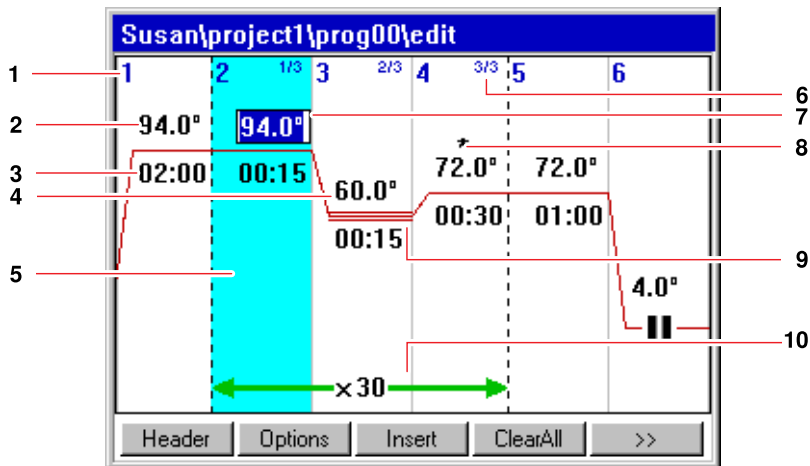 Susan\project1\prog00\edit
1 1 2 1/3 3 2/3 4 3/3 5 6
6
7
2 94.0° 94.0°
8
3 02:00 00:15 72.0° 72.0°
4 60.0°
00:30 01:00
00:15
9
5
4.0°
10
×30
Header Options Insert ClearAll >>